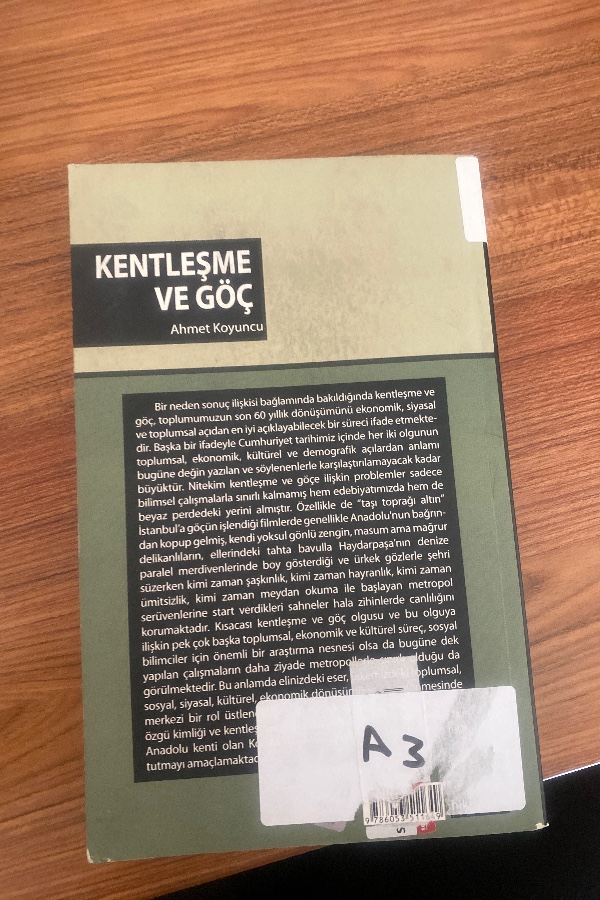 KENTLEŞME
VE GÖÇ
Ahmet Koyuncu
Bir neden sonuç ilişkisi bağlamında bakıldığında kentleşme ve
göç, toplumumuzun son 60 yıllık dönüşümünü ekonomik, siyasal
ve toplumsal açıdan en iyi açıklayabilecek bir süreci ifade etmekte-
dir. Başka bir ifadeyle Cumhuriyet tarihimiz içinde her iki olgunun
toplumsal, ekonomik, kültürel ve demografik açılardan anlamı
bugüne değin yazılan ve söylenenlerle karşılaştırılamayacak kadar
büyüktür. Nitekim kentleşme ve göçe ilişkin problemler sadece
bilimsel çalışmalarla sınırlı kalmamış hem edebiyatımızda hem de
beyaz perdedeki yerini almıştır. Özellikle de "taşı toprağı altın"
İstanbul'a göçün işlendiği filmlerde genellikle Anadolu'nun bağrın-
dan kopup gelmiş, kendi yoksul gönlü zengin, masum ama mağrur
delikanlıların, ellerindeki tahta bavulla Haydarpaşa'nın denize
paralel merdivenlerinde boy gösterdiği ve ürkek gözlerle şehri
süzerken kimi zaman şaşkınlık, kimi zaman hayranlık, kimi zaman
ümitsizlik, kimi zaman meydan okuma ile başlayan metropol
serüvenlerine start verdikleri sahneler hala zihinlerde canlılığını
korumaktadır. Kısacası kentleşme ve göç olgusu ve bu olguya
ilişkin pek çok başka toplumsal, ekonomik ve kültürel süreç, sosyal
bilimciler için önemli bir araştırma nesnesi olsa da bugüne dek
yapılan çalışmaların daha ziyade metropollerle sınırlı olduğu da
görülmektedir. Bu anlamda elinizdeki eser, toplumsal,
sosyal, siyasal, kültürel, ekonomik
merkezi bir rol
özgü kimliği ve
Anadolu kenti olan
tutmayı
A3
9 786053 511649